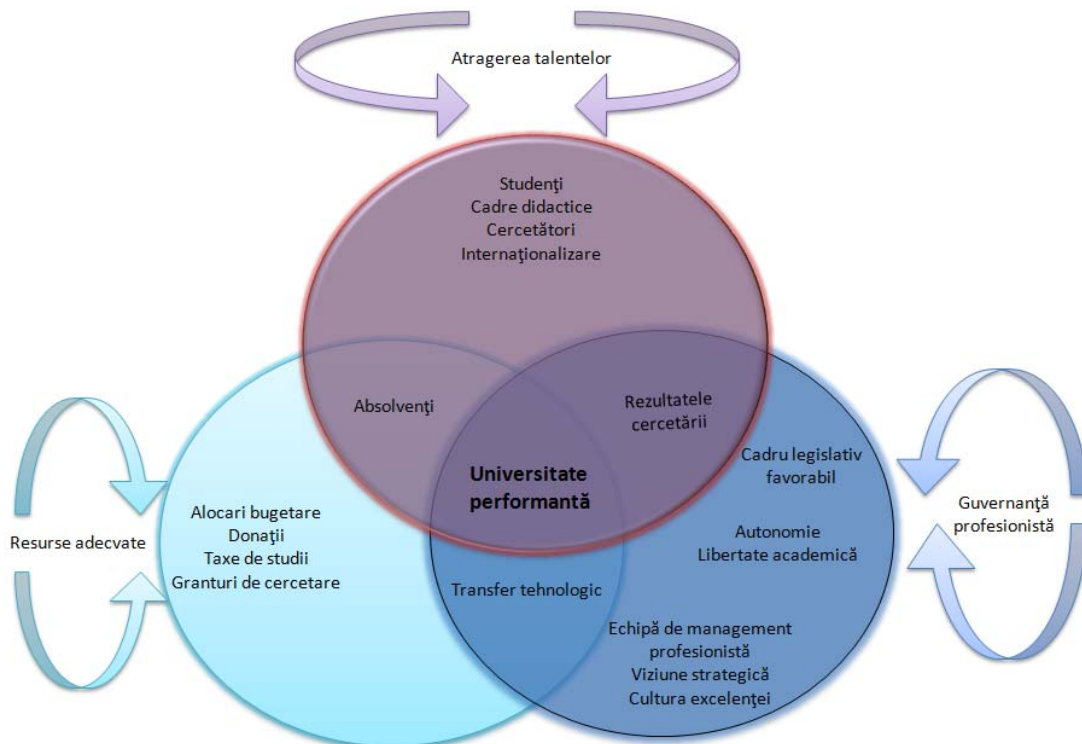 Atragerea talentelor
Studenţi
Cadre didactice
Cercetători
Internaţionalizare
Absolvenţi
Rezultatele
cercetării
Universitate
performantă
Cadru legislativ
favorabil
Autonomie
Libertate academică
Guvernanţă
profesionistă
Resurse adecvate
Alocari bugetare
Donaţii
Taxe de studii
Granturi de cercetare
Transfer tehnologic
Echipă de management
profesionistă
Viziune strategică
Cultura excelenţei